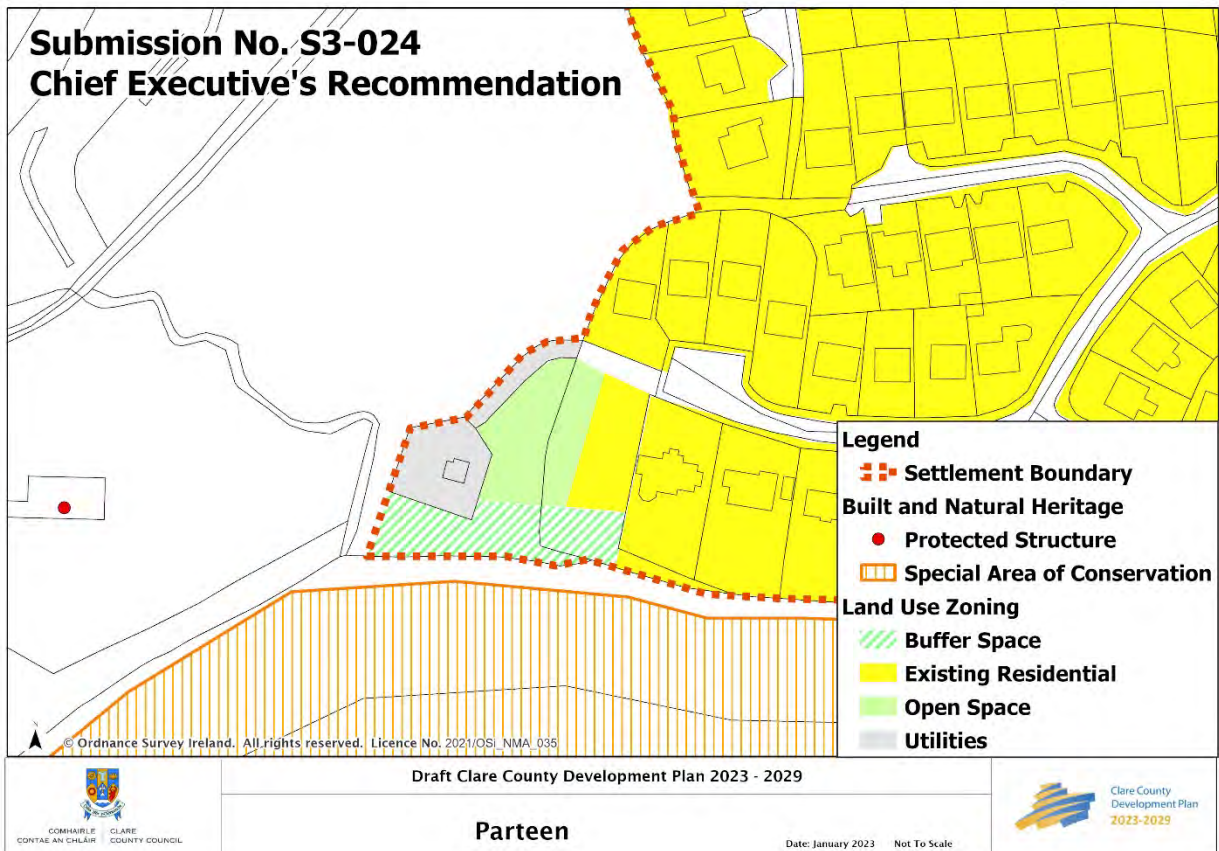 Submission No. S3-024
Chief Executive's Recommendation
Legend
Settlement Boundary
Built and Natural Heritage
Protected Structure
Special Area of Conservation
Land Use Zoning
Buffer Space
Existing Residential
Open Space
Utilities
© Ordnance Survey Ireland. All rights reserved. Licence No. 2021/OSi_NMA_035
COMHAIRLE CLARE
CONTAE AN CHLÁIR COUNTY COUNCIL
Draft Clare County Development Plan 2023 - 2029
Parteen
Date: January 2023 Not To Scale
Clare County
Development Plan
2023-2029